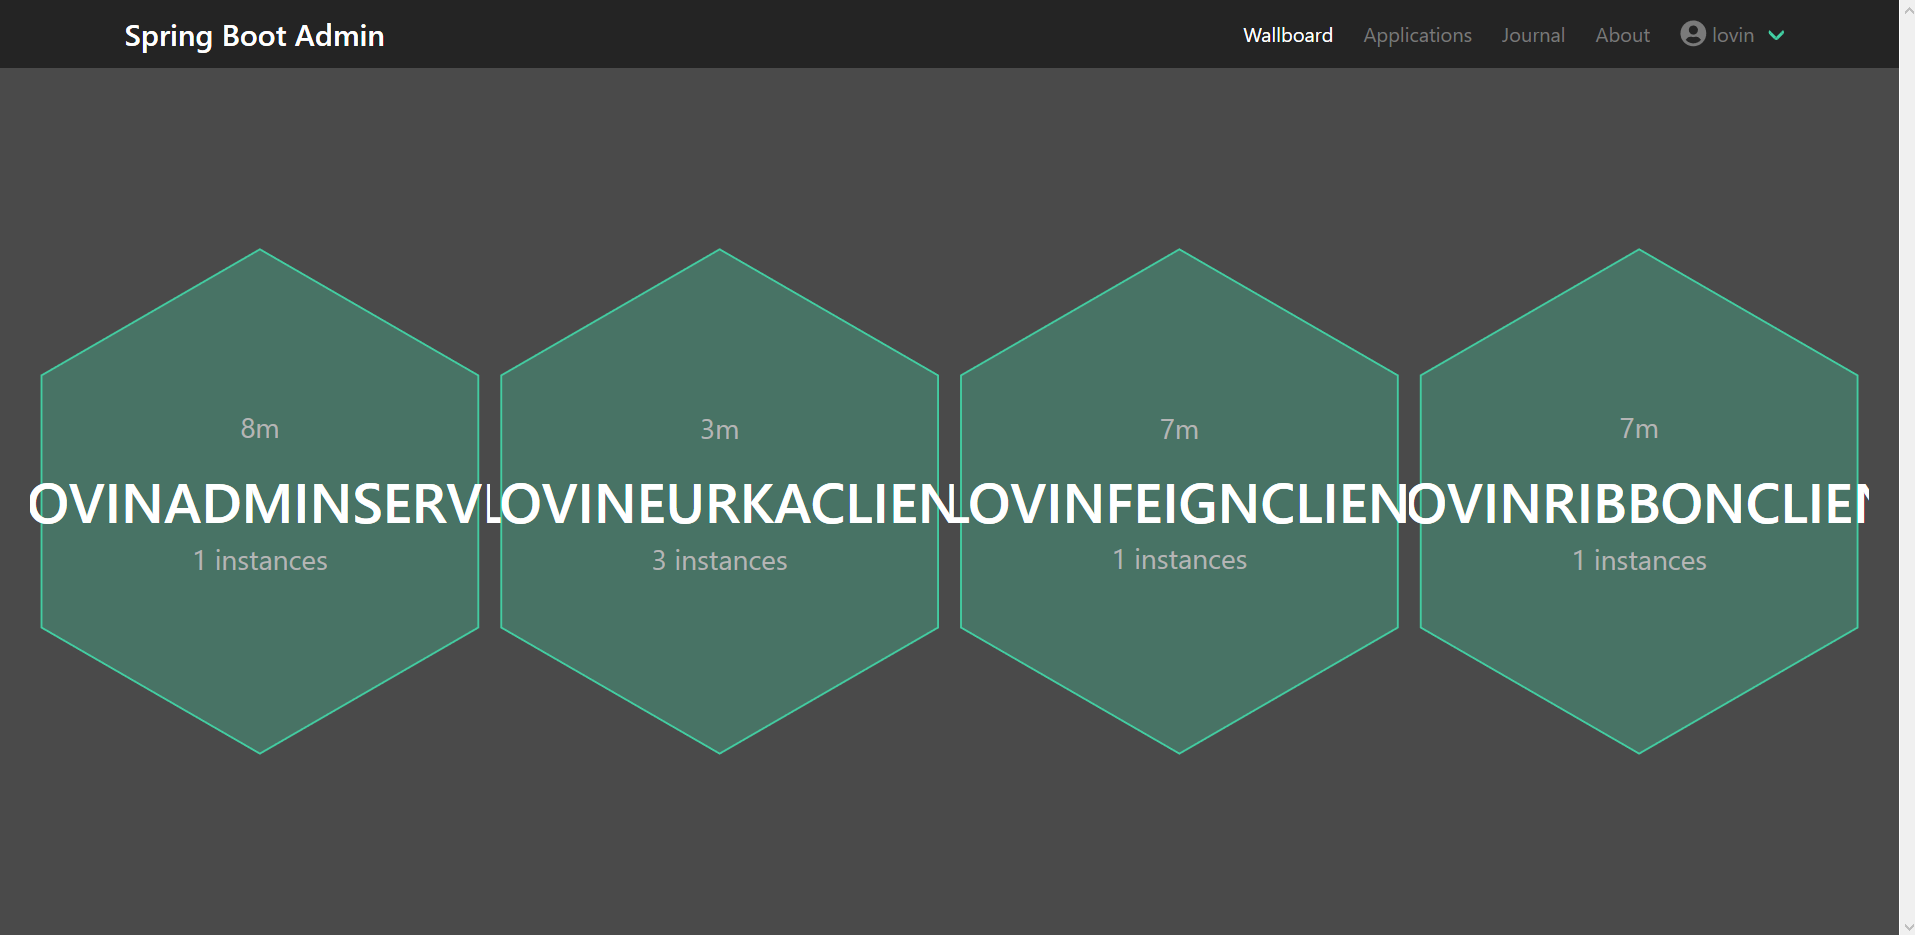 Spring Boot Admin
Wallboard Applications Journal About lovin
8m
OVINADMINSERV
1 instances
3m
LOVINEURKACLIEN
3 instances
7m
LOVINFEIGNCLIEN
1 instances
7m
OVINRIBBONCLIEN
1 instances